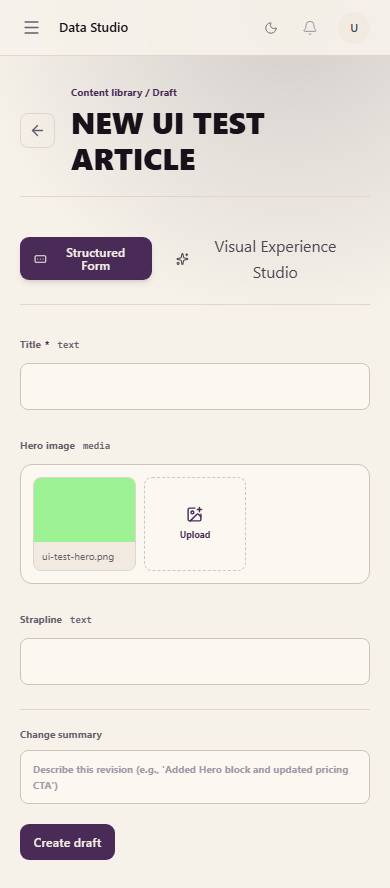 Data Studio
U
Content library / Draft
NEW UI TEST
ARTICLE
Structured
Form
Visual Experience
Studio
Title * text
Hero image media
ui-test-hero.png
Upload
Strapline text
Change summary
Describe this revision (e.g., 'Added Hero block and updated pricing
CTA')
Create draft